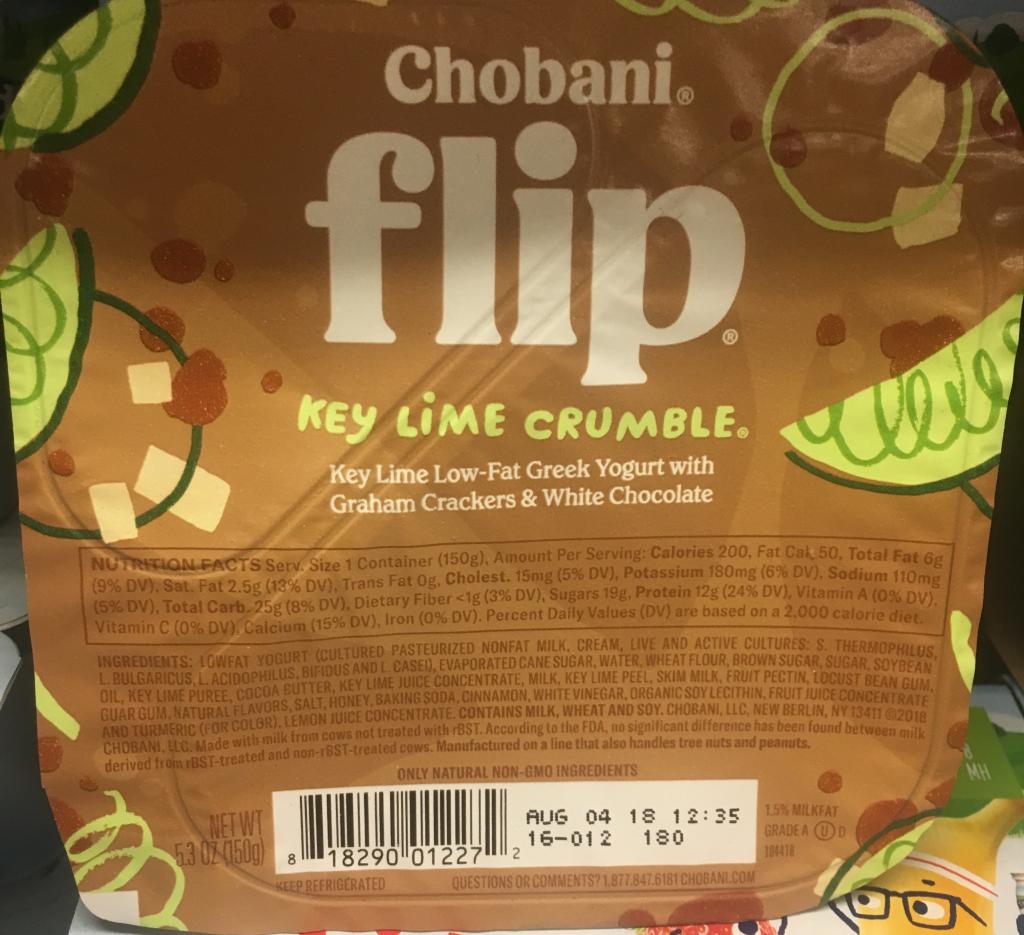 Chobani®
flip®
KEY LiME CRUMBLE®
Key Lime Low-Fat Greek Yogurt with
Graham Crackers & White Chocolate
NUTRITION FACTS Serv. Size 1 Container (150g), Amount Per Serving: Calories 200, Fat Cal. 50, Total Fat 6g
(9% DV), Sat. Fat 2.5g (13% DV), Trans Fat 0g, Cholest. 15mg (5% DV), Potassium 180mg (6% DV), Sodium 110mg
(5% DV), Total Carb. 25g (8% DV), Dietary Fiber <1g (3% DV), Sugars 19g, Protein 12g (24% DV), Vitamin A (0% DV),
Vitamin C (0% DV), Calcium (15% DV), Iron (0% DV). Percent Daily Values (DV) are based on a 2,000 calorie diet.
INGREDIENTS: LOWFAT YOGURT (CULTURED PASTEURIZED NONFAT MILK, CREAM, LIVE AND ACTIVE CULTURES: S. THERMOPHILUS,
L. BULGARICUS, L. ACIDOPHILUS, BIFIDUS AND L. CASEI), EVAPORATED CANE SUGAR, WATER, WHEAT FLOUR, BROWN SUGAR, SUGAR, SOYBEAN
OIL, KEY LIME PUREE, COCOA BUTTER, KEY LIME JUICE CONCENTRATE, MILK, KEY LIME PEEL, SKIM MILK, FRUIT PECTIN, LOCUST BEAN GUM,
GUAR GUM, NATURAL FLAVORS, SALT, HONEY, BAKING SODA, CINNAMON, WHITE VINEGAR, ORGANIC SOY LECITHIN, FRUIT JUICE CONCENTRATE
AND TURMERIC (FOR COLOR), LEMON JUICE CONCENTRATE. CONTAINS MILK, WHEAT AND SOY. CHOBANI, LLC, NEW BERLIN, NY 13411 ©2018
CHOBANI, LLC. Made with milk from cows not treated with rBST. According to the FDA, no significant difference has been found between milk
derived from rBST-treated and non-rBST-treated cows. Manufactured on a line that also handles tree nuts and peanuts.
ONLY NATURAL NON-GMO INGREDIENTS
NET WT
5.3 OZ (150g)
8 18290 01227 2
AUG 04 18 12:35
16-012 180
1.5% MILKFAT
GRADE A Ⓤ D
104418
KEEP REFRIGERATED
QUESTIONS OR COMMENTS? 1.877.847.6181 CHOBANI.COM
MH